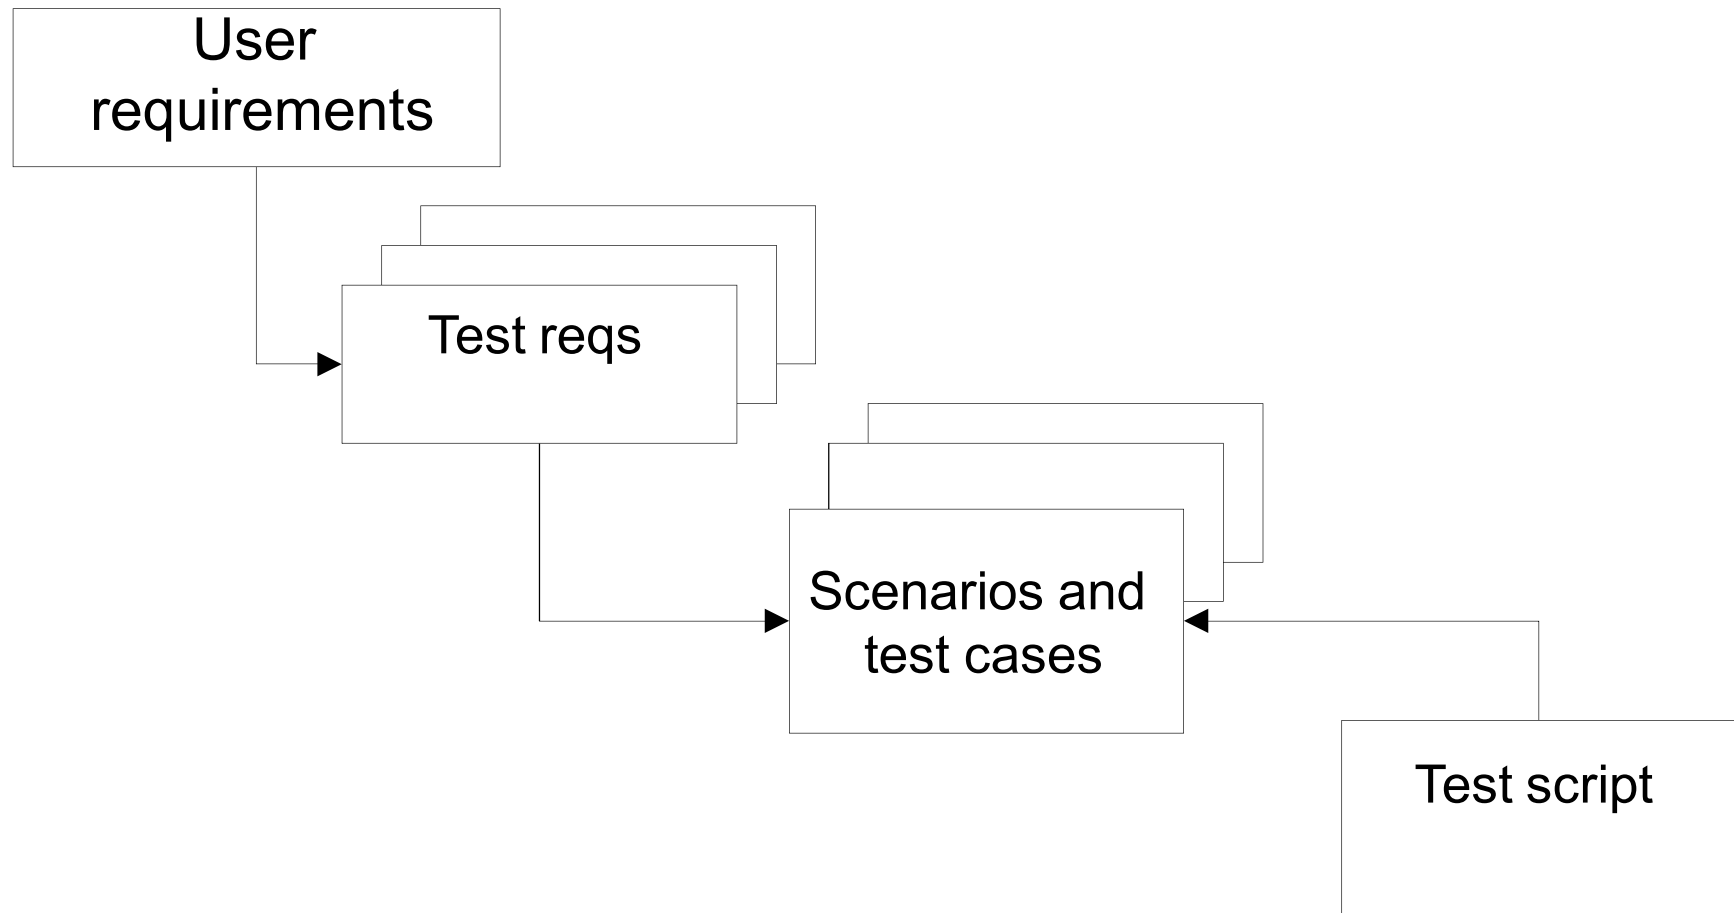 User
requirements
Test reqs
Scenarios and
test cases
Test script